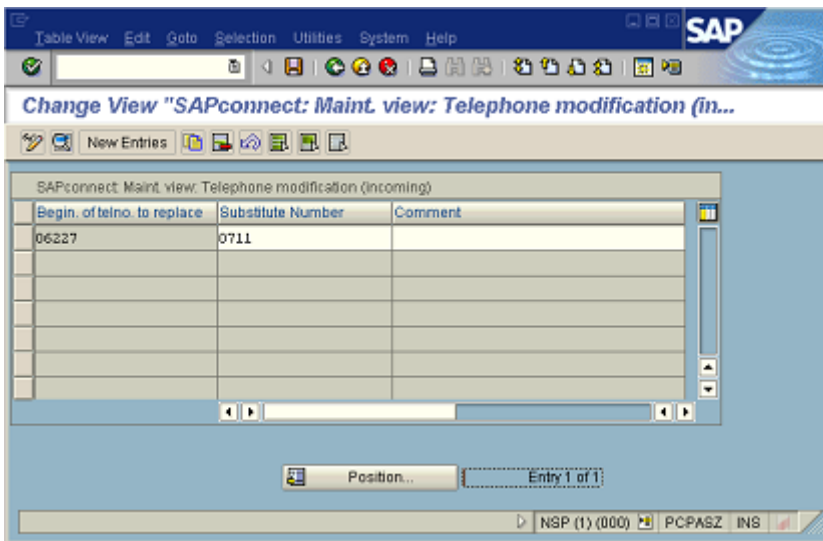 SAP
Table View Edit Goto Selection Utilities System Help
Change View "SAPconnect: Maint. view: Telephone modification (in...
New Entries
SAPconnect: Maint. view: Telephone modification (incoming)
Begin. of telno. to replace Substitute Number Comment
06227 0711
Position... Entry 1 of 1
NSP (1) (000) PCPASZ INS